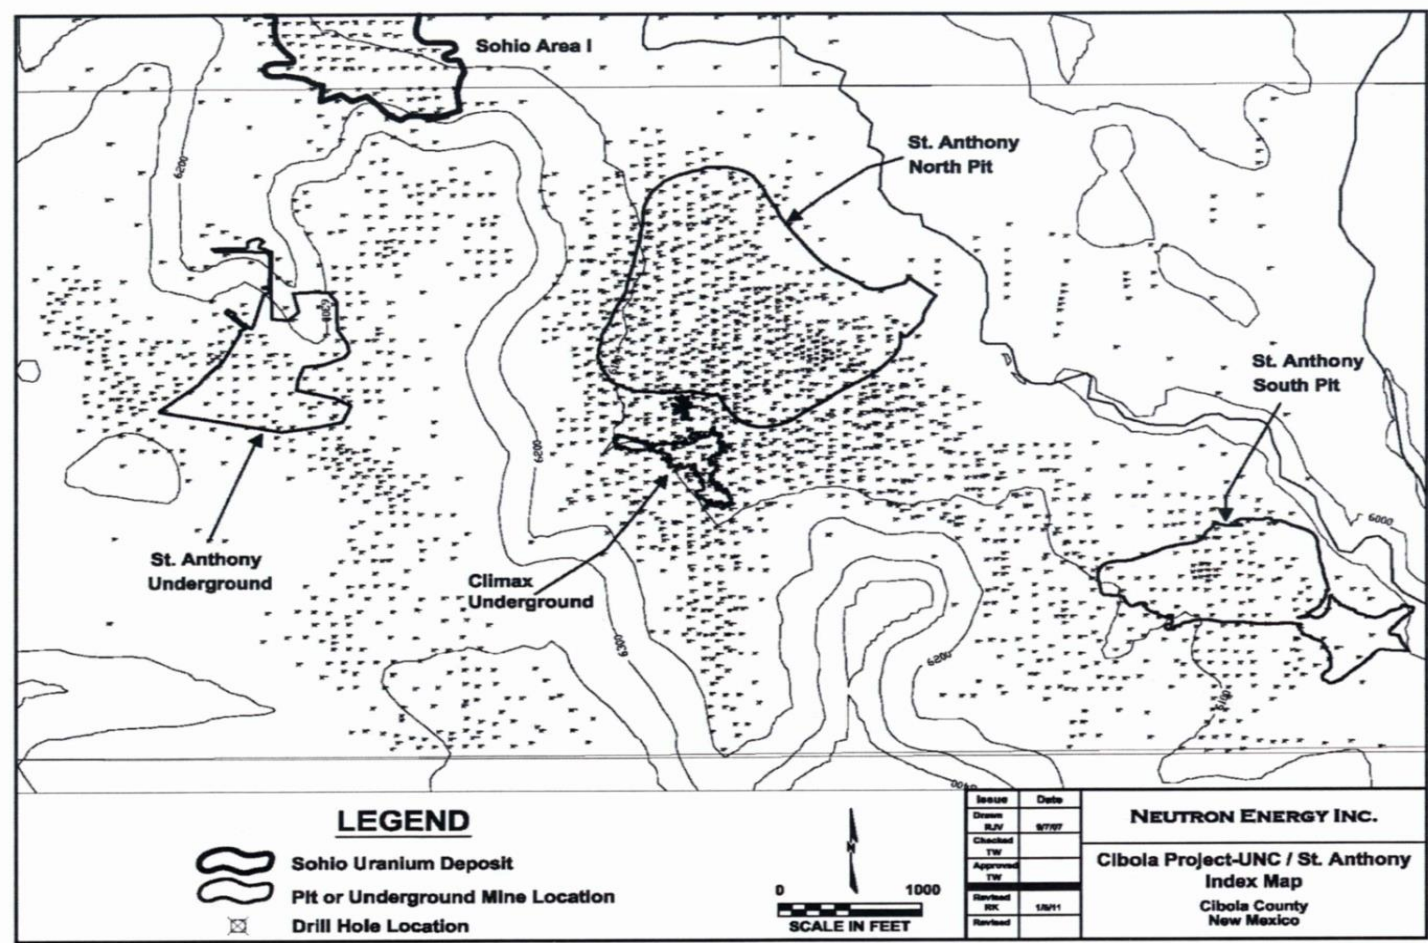 Sohio Area I
St. Anthony
North Pit
6200
St. Anthony
South Pit
6200
6000
St. Anthony
Underground
Climax
Underground
6300
6200
6100
6400
LEGEND
Sohio Uranium Deposit
Pit or Underground Mine Location
Drill Hole Location
N
0 1000
SCALE IN FEET
Issue Date
Drawn
RJV 9/7/07
Checked
TW
Approved
TW
Revised
RK
Revised
NEUTRON ENERGY INC.
Cibola Project-UNC / St. Anthony
Index Map
Cibola County
New Mexico